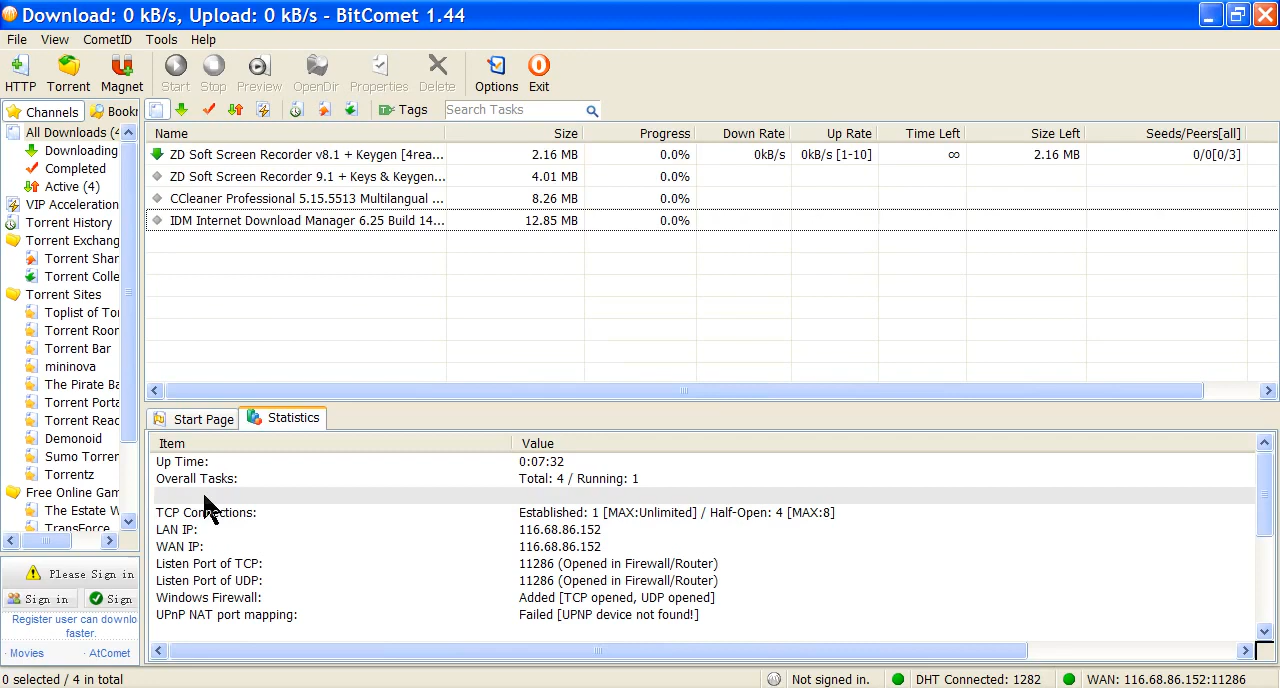 Download: 0 kB/s, Upload: 0 kB/s - BitComet 1.44
File View CometID Tools Help
HTTP Torrent Magnet Start Stop Preview OpenDir Properties Delete Options Exit
Channels Bookr
Tags Search Tasks
Name Size Progress Down Rate Up Rate Time Left Size Left Seeds/Peers[all]
ZD Soft Screen Recorder v8.1 + Keygen [4rea... 2.16 MB 0.0% 0kB/s 0kB/s [1-10] ∞ 2.16 MB 0/0[0/3]
ZD Soft Screen Recorder 9.1 + Keys & Keygen... 4.01 MB 0.0%
CCleaner Professional 5.15.5513 Multilangual ... 8.26 MB 0.0%
IDM Internet Download Manager 6.25 Build 14... 12.85 MB 0.0%
All Downloads (4
Downloading
Completed
Active (4)
VIP Acceleration
Torrent History
Torrent Exchang
Torrent Shar
Torrent Colle
Torrent Sites
Toplist of To
Torrent Roor
Torrent Bar
mininova
The Pirate Ba
Torrent Porta
Torrent Reac
Demonoid
Sumo Torrer
Torrentz
Free Online Gam
The Estate W
TransForce
Please Sign in
Sign in Sign
Register user can downlo
faster.
· Movies · AtComet
Start Page Statistics
Item Value
Up Time: 0:07:32
Overall Tasks: Total: 4 / Running: 1
TCP Connections: Established: 1 [MAX:Unlimited] / Half-Open: 4 [MAX:8]
LAN IP: 116.68.86.152
WAN IP: 116.68.86.152
Listen Port of TCP: 11286 (Opened in Firewall/Router)
Listen Port of UDP: 11286 (Opened in Firewall/Router)
Windows Firewall: Added [TCP opened, UDP opened]
UPnP NAT port mapping: Failed [UPNP device not found!]
0 selected / 4 in total Not signed in. DHT Connected: 1282 WAN: 116.68.86.152:11286